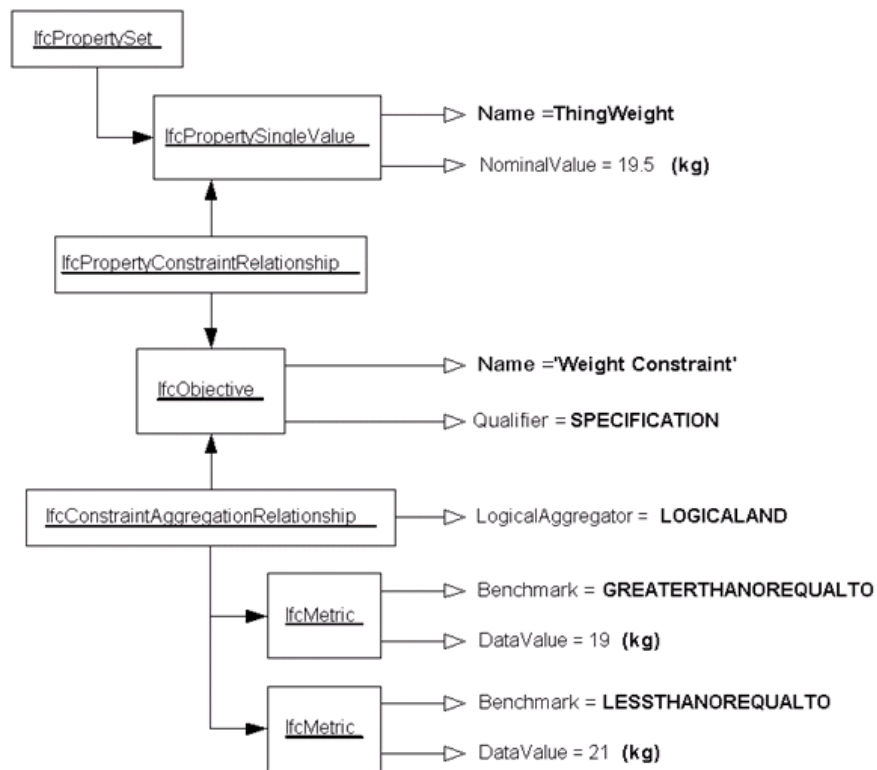 IfcPropertySet
IfcPropertySingleValue
Name =ThingWeight
NominalValue = 19.5 (kg)
IfcPropertyConstraintRelationship
IfcObjective
Name ='Weight Constraint'
Qualifier = SPECIFICATION
IfcConstraintAggregationRelationship
LogicalAggregator = LOGICALAND
IfcMetric
Benchmark = GREATERTHANOREQUALTO
DataValue = 19 (kg)
IfcMetric
Benchmark = LESSTHANOREQUALTO
DataValue = 21 (kg)